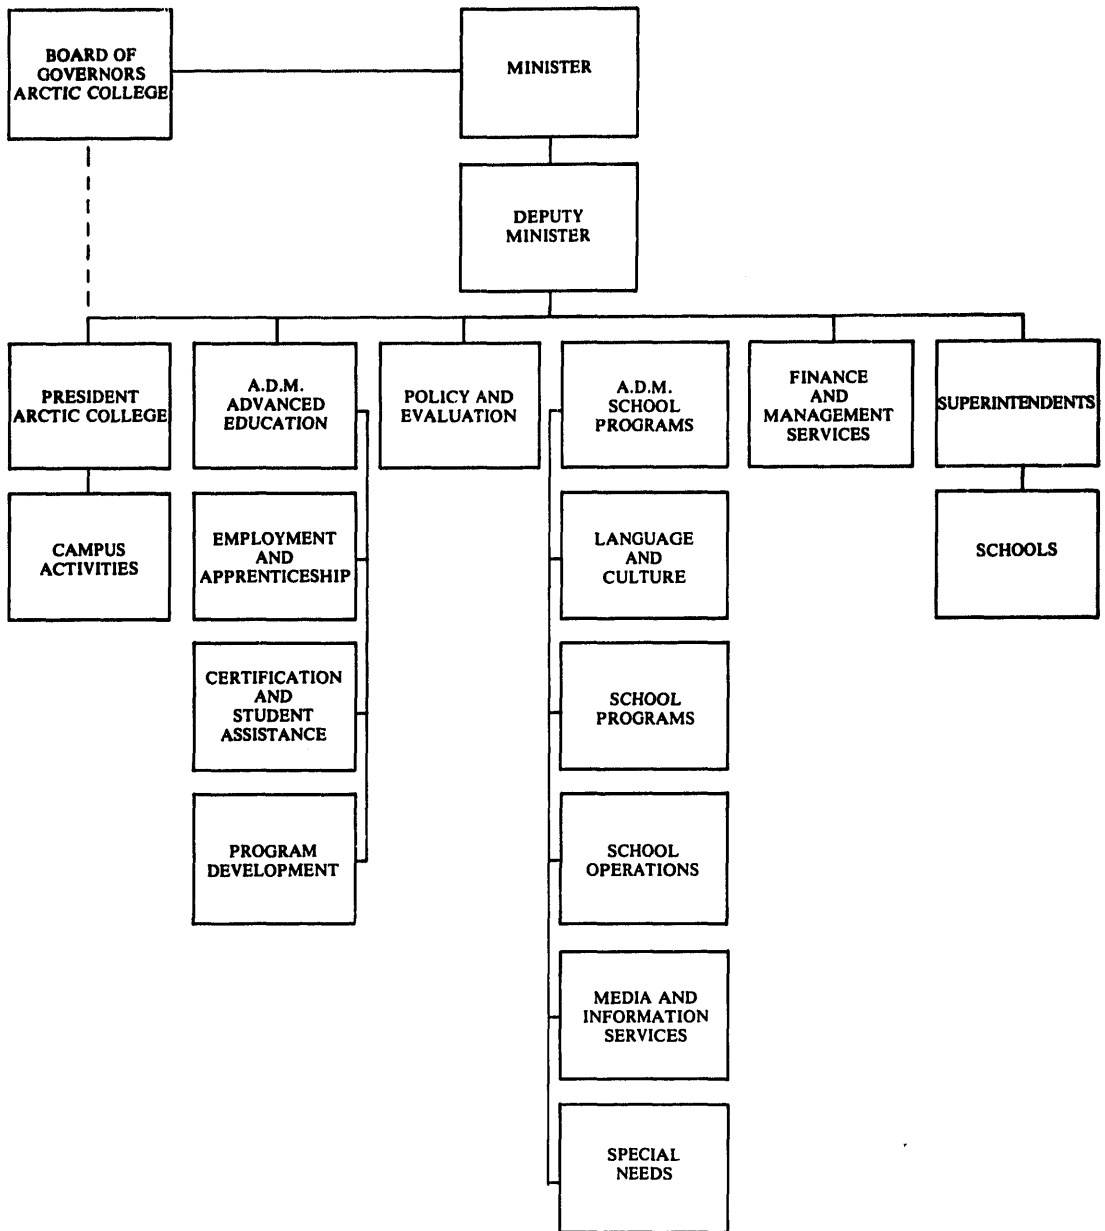 BOARD OF
GOVERNORS
ARCTIC COLLEGE
MINISTER
DEPUTY
MINISTER
PRESIDENT
ARCTIC COLLEGE
A.D.M.
ADVANCED
EDUCATION
POLICY AND
EVALUATION
A.D.M.
SCHOOL
PROGRAMS
FINANCE
AND
MANAGEMENT
SERVICES
SUPERINTENDENTS
CAMPUS
ACTIVITIES
EMPLOYMENT
AND
APPRENTICESHIP
LANGUAGE
AND
CULTURE
SCHOOLS
CERTIFICATION
AND
STUDENT
ASSISTANCE
SCHOOL
PROGRAMS
PROGRAM
DEVELOPMENT
SCHOOL
OPERATIONS
MEDIA AND
INFORMATION
SERVICES
SPECIAL
NEEDS